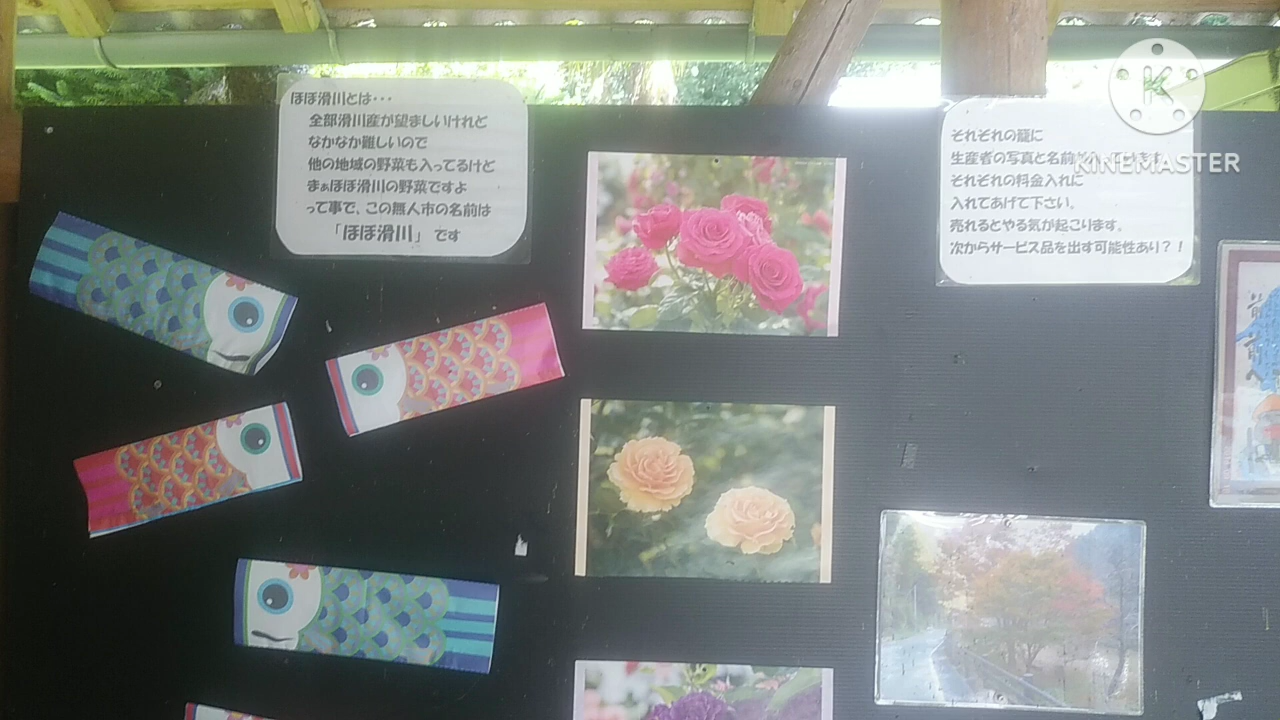 ほぼ滑川とは・・・
全部滑川産が望ましいけれど
なかなか難しいので
他の地域の野菜も入ってるけど
まぁほぼ滑川の野菜ですよ
って事で、この無人市の名前は
「ほぼ滑川」です
それぞれの籠に
生産者の写真と名前
それぞれの料金入れに
入れてあげて下さい。
売れるとやる気が起こります。
次からサービス品を出す可能性あり？！
K
KINEMASTER